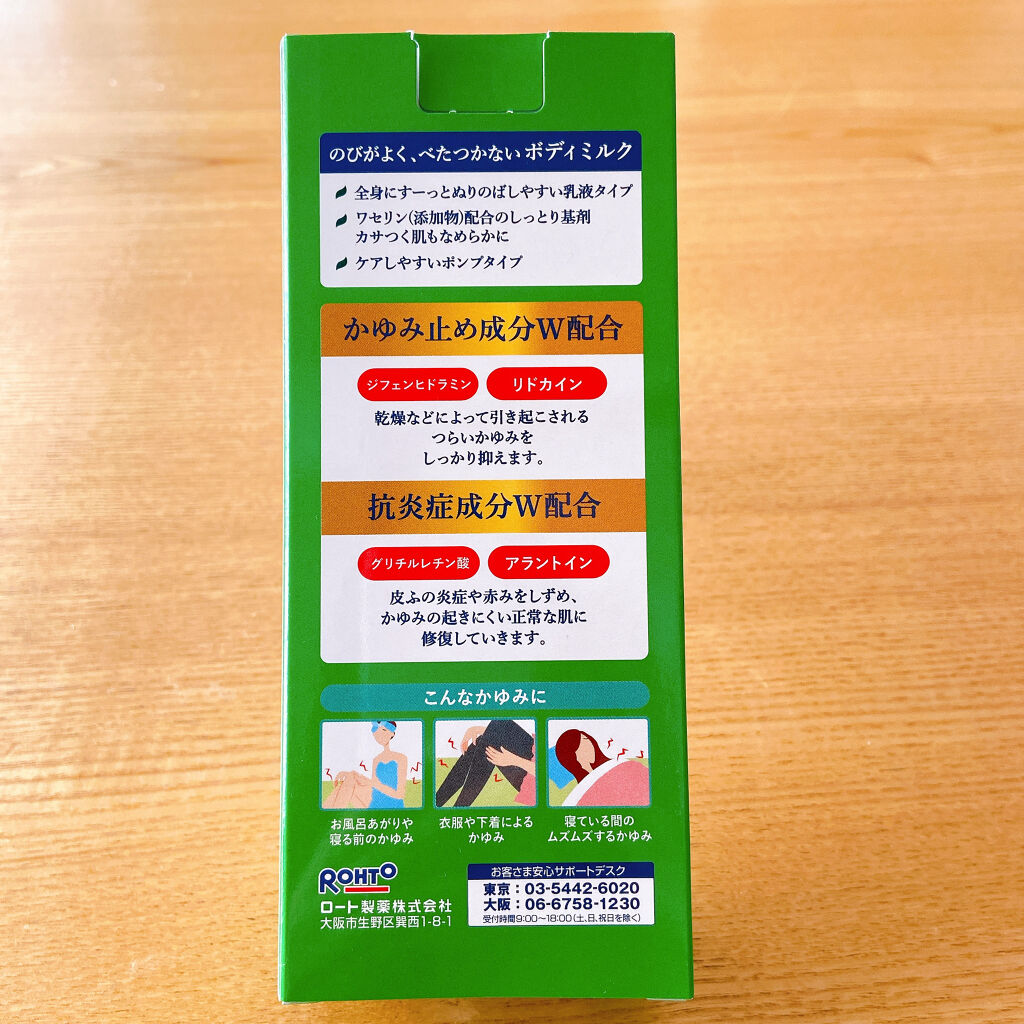 のびがよく、べたつかない ボディミルク
全身にすーっとぬりのばしやすい乳液タイプ
ワセリン(添加物)配合のしっとり基剤
カサつく肌もなめらかに
ケアしやすいポンプタイプ
かゆみ止め成分W配合
ジフェンヒドラミン リドカイン
乾燥などによって引き起こされる
つらいかゆみを
しっかり抑えます。
抗炎症成分W配合
グリチルレチン酸 アラントイン
皮ふの炎症や赤みをしずめ、
かゆみの起きにくい正常な肌に
修復していきます。
こんなかゆみに
お風呂あがりや
寝る前のかゆみ
衣服や下着による
かゆみ
寝ている間の
ムズムズするかゆみ
ROHTO
ロート製薬株式会社
大阪市生野区巽西1-8-1
お客さま安心サポートデスク
東京:03-5442-6020
大阪:06-6758-1230
受付時間9:00〜18:00(土、日、祝日を除く)